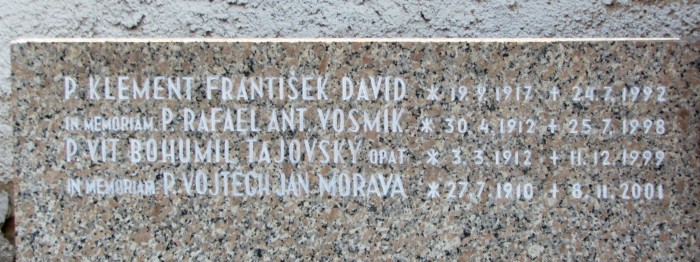 P. KLEMENT FRANTIŠEK DAVID * 19.9.1917 + 24.7.1992
IN MEMORIAM P. RAFAEL ANT. VOSMÍK * 30.4.1912 + 25.7.1998
P. VÍT BOHUMIL TAJOVSKÝ OPAT * 3.3.1912 + 11.12.1999
IN MEMORIAM P. VOJTĚCH JAN MORAVA * 27.7.1910 + 8.11.2001